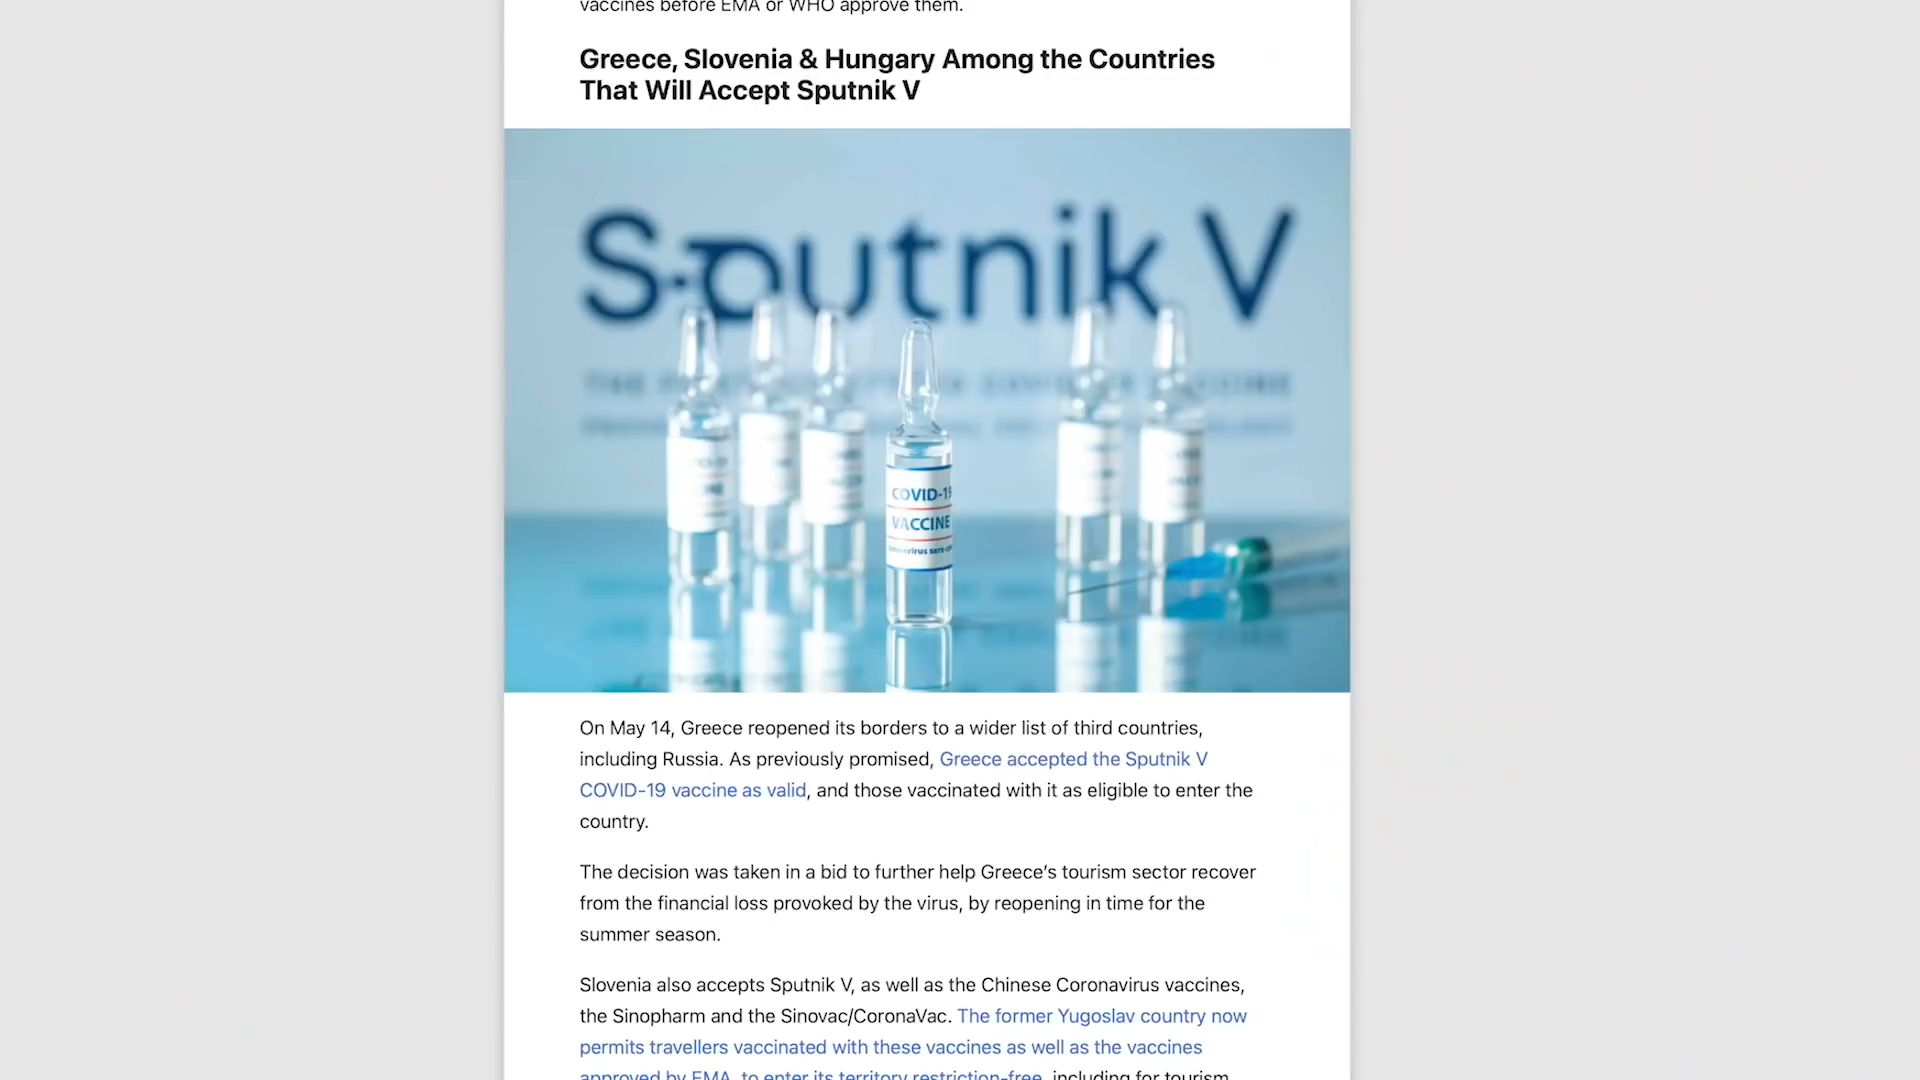 vaccines before EMA or WHO approve them.
Greece, Slovenia & Hungary Among the Countries
That Will Accept Sputnik V
Sputnik V
COVID-19
VACCINE
On May 14, Greece reopened its borders to a wider list of third countries,
including Russia. As previously promised, Greece accepted the Sputnik V
COVID-19 vaccine as valid, and those vaccinated with it as eligible to enter the
country.
The decision was taken in a bid to further help Greece’s tourism sector recover
from the financial loss provoked by the virus, by reopening in time for the
summer season.
Slovenia also accepts Sputnik V, as well as the Chinese Coronavirus vaccines,
the Sinopharm and the Sinovac/CoronaVac. The former Yugoslav country now
permits travellers vaccinated with these vaccines as well as the vaccines
approved by EMA, to enter its territory restriction-free, including for tourism